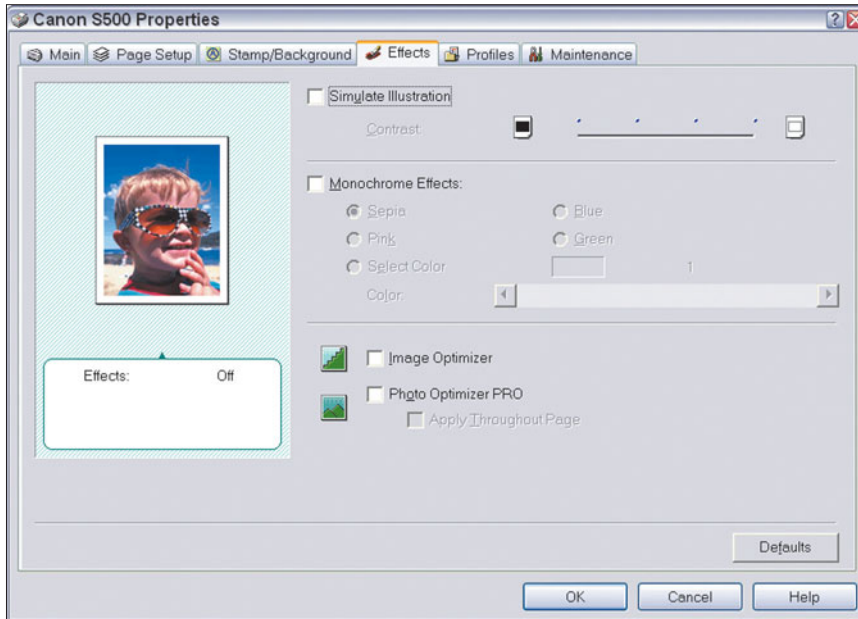 Canon S500 Properties
Main Page Setup Stamp/Background Effects Profiles Maintenance
Simulate Illustration
Contrast:
Monochrome Effects:
Sepia Blue
Pink Green
Select Color 1
Color:
Image Optimizer
Effects: Off
Photo Optimizer PRO
Apply Throughout Page
Defaults
OK Cancel Help